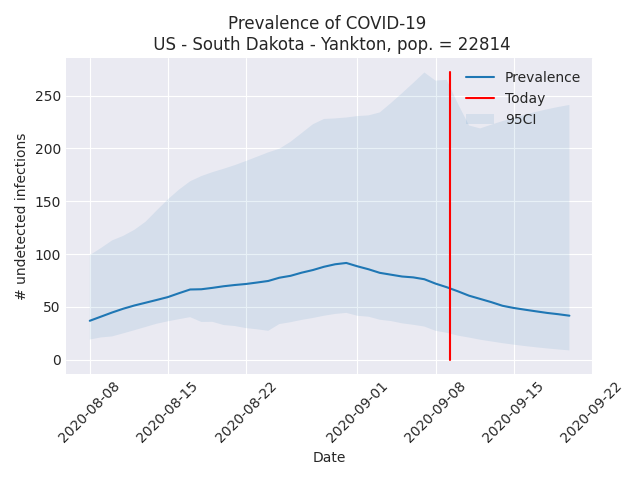 Prevalence of COVID-19
US - South Dakota - Yankton, pop. = 22814
Prevalence
Today
95CI
# undetected infections
250
200
150
100
50
0
2020-08-08
2020-08-15
2020-08-22
2020-09-01
2020-09-08
2020-09-15
2020-09-22
Date